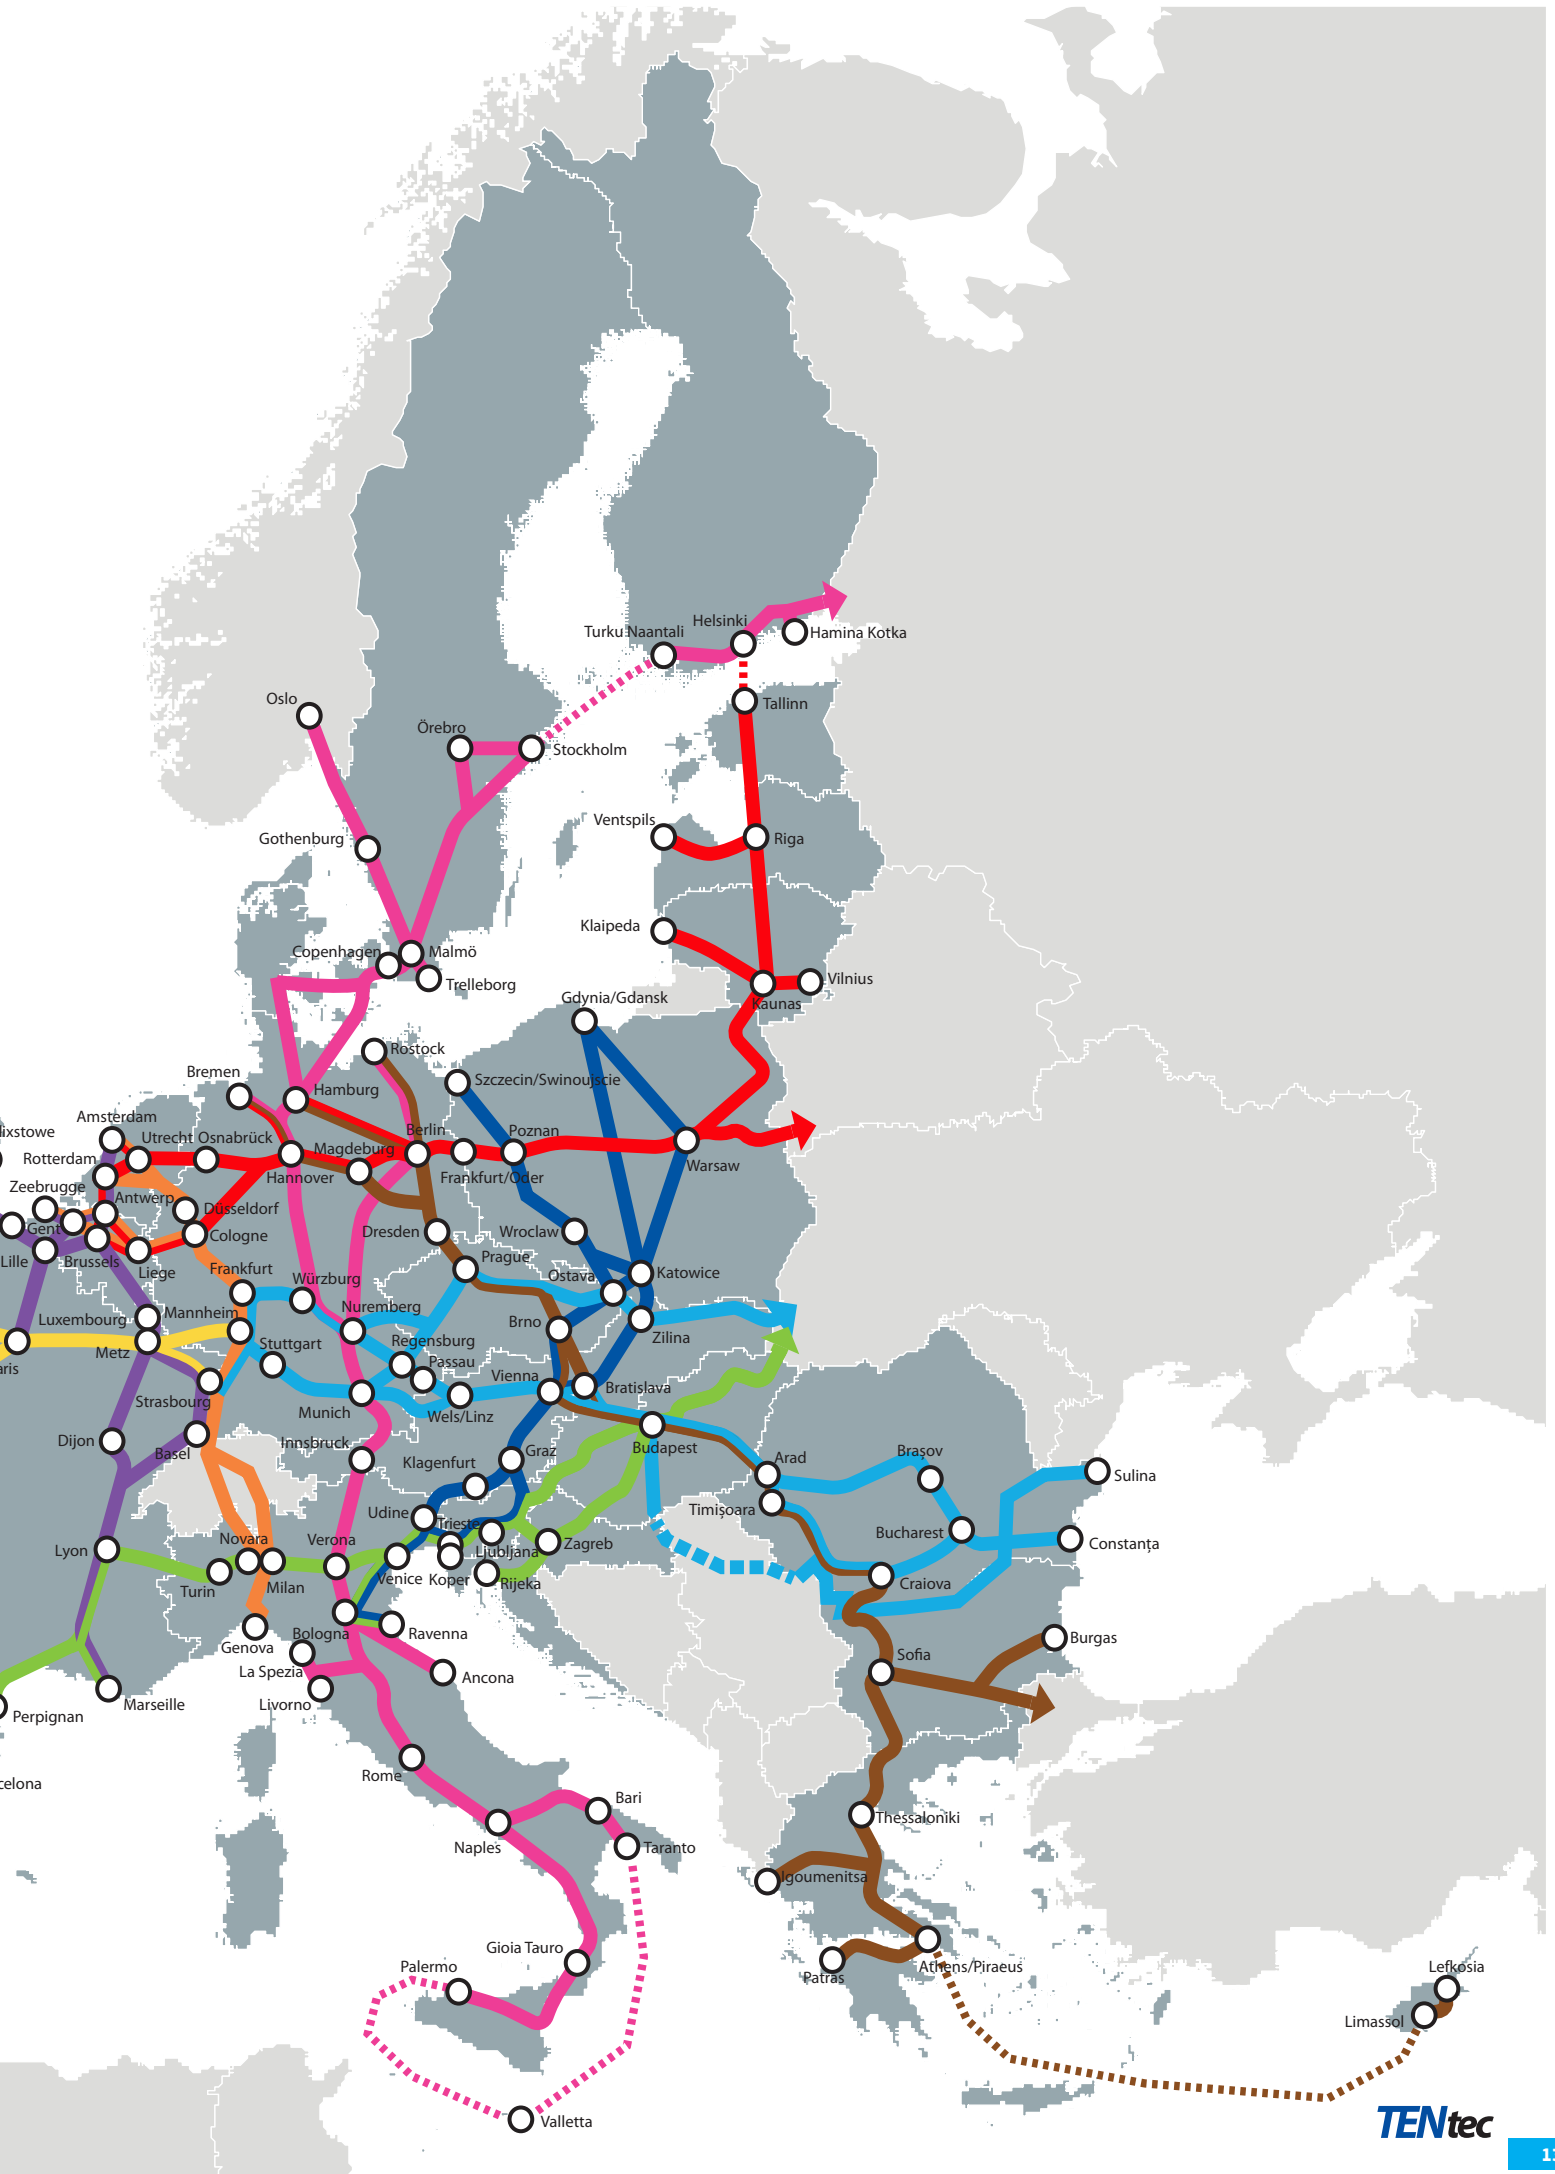 Helsinki
Turku Naantali
Hamina Kotka
Oslo
Tallinn
Örebro
Stockholm
Ventspils
Gothenburg
Riga
Klaipeda
Copenhagen
Malmö
Vilnius
Trelleborg
Gdynia/Gdansk
Kaunas
Rostock
Bremen
Szczecin/Swinoujscie
Hamburg
Amsterdam
lixstowe
Utrecht
Osnabrück
Berlin
Poznan
Rotterdam
Magdeburg
Warsaw
Hannover
Frankfurt/Oder
Zeebrugge
Antwerp
Düsseldorf
Gent
Dresden
Wroclaw
Cologne
Lille
Brussels
Liege
Prague
Frankfurt
Ostava
Katowice
Würzburg
Luxembourg
Mannheim
Nuremberg
Brno
Zilina
Metz
Stuttgart
Regensburg
aris
Passau
Vienna
Bratislava
Strasbourg
Munich
Wels/Linz
Dijon
Basel
Innsbruck
Graz
Budapest
Klagenfurt
Arad
Braşov
Sulina
Timişoara
Udine
Trieste
Bucharest
Novara
Verona
Ljubljana
Zagreb
Constanţa
Lyon
Turin
Milan
Venice
Koper
Rijeka
Craiova
Genova
Bologna
Ravenna
Burgas
La Spezia
Ancona
Sofia
Livorno
Marseille
Perpignan
Rome
celona
Bari
Thessaloniki
Naples
Taranto
Igoumenitsa
Gioia Tauro
Palermo
Patras
Athens/Piraeus
Lefkosia
Limassol
Valletta
TENtec